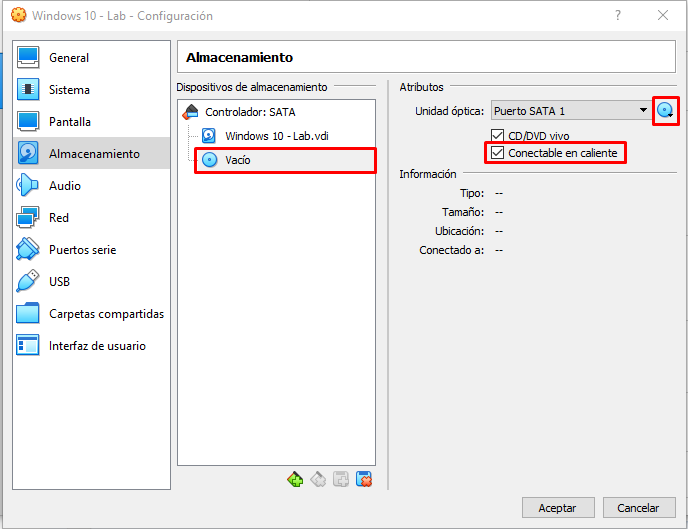 Windows 10 - Lab - Configuración
?
General
Sistema
Pantalla
Almacenamiento
Audio
Red
Puertos serie
USB
Carpetas compartidas
Interfaz de usuario
Almacenamiento
Dispositivos de almacenamiento
Controlador: SATA
Windows 10 - Lab.vdi
Vacío
Atributos
Unidad óptica: Puerto SATA 1
CD/DVD vivo
Conectable en caliente
Información
Tipo: --
Tamaño: --
Ubicación: --
Conectado a: --
Aceptar
Cancelar